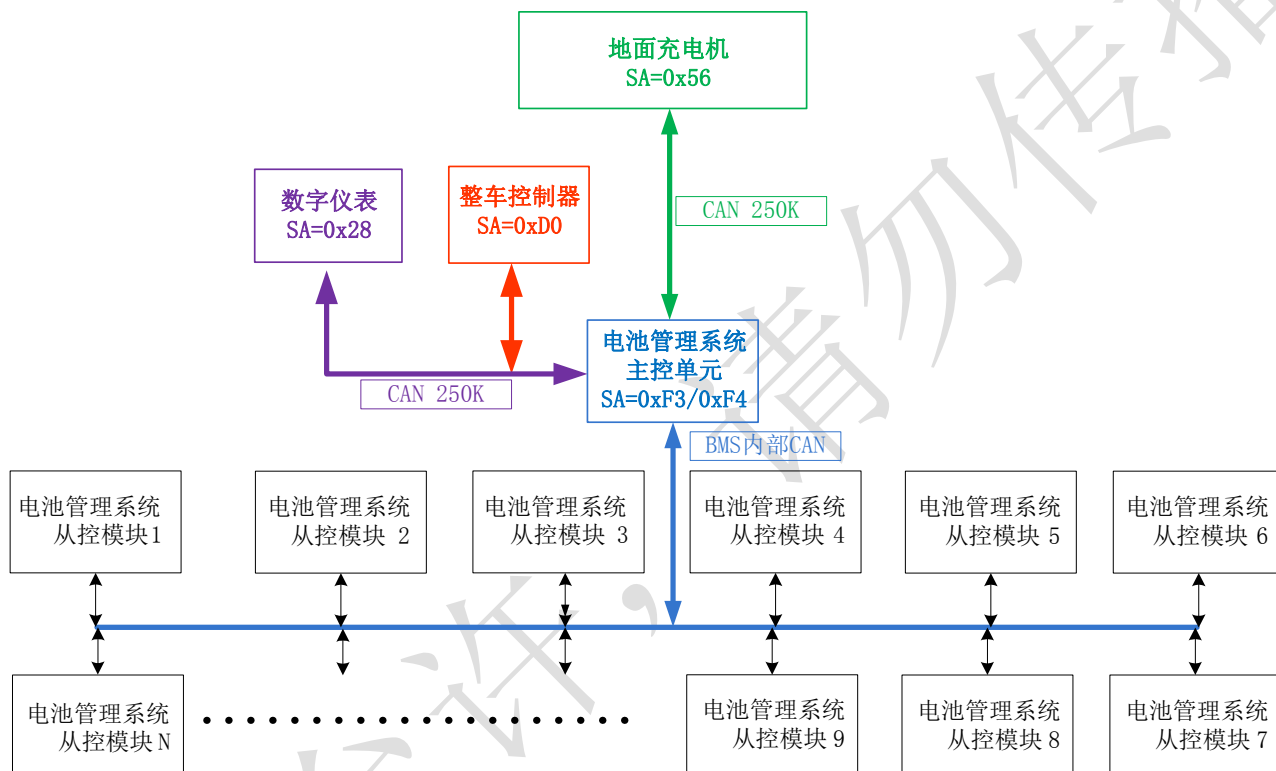 地面充电机
SA=0x56
数字仪表
SA=0x28
整车控制器
SA=0xD0
CAN 250K
电池管理系统
主控单元
SA=0xF3/0xF4
CAN 250K
BMS内部CAN
电池管理系统
从控模块1
电池管理系统
从控模块 2
电池管理系统
从控模块 3
电池管理系统
从控模块 4
电池管理系统
从控模块 5
电池管理系统
从控模块 6
电池管理系统
从控模块 N
电池管理系统
从控模块 9
电池管理系统
从控模块 8
电池管理系统
从控模块 7
许，请勿传